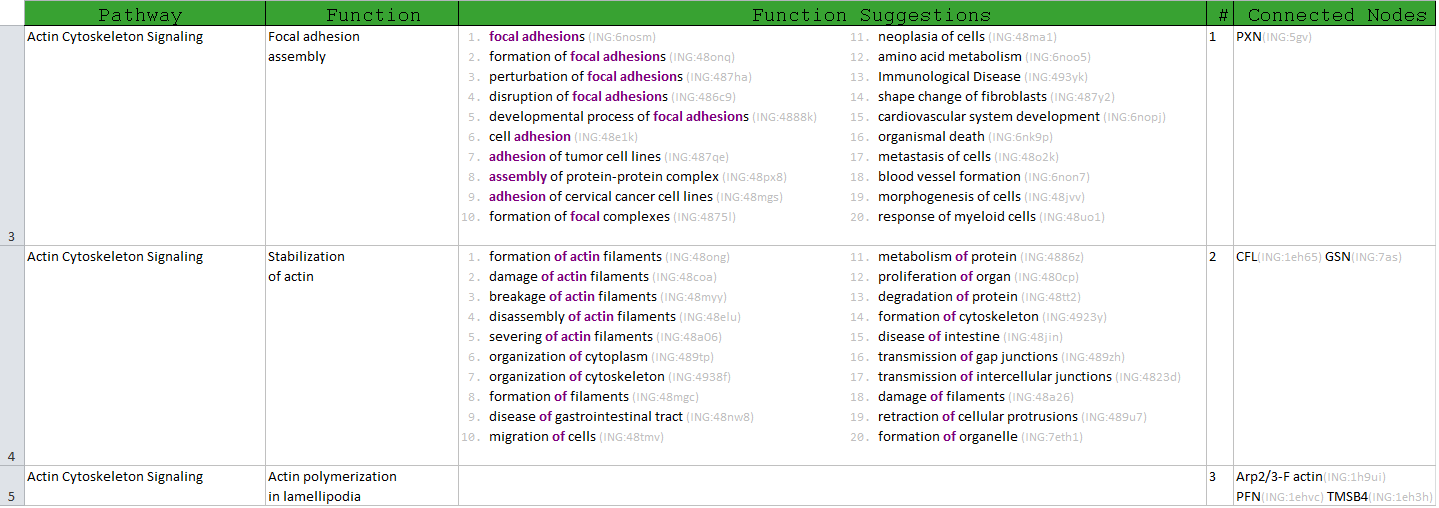 Pathway Function Function Suggestions # Connected Nodes
3 Actin Cytoskeleton Signaling Focal adhesion 1. focal adhesions (ING:6nosm) 11. neoplasia of cells (ING:48ma1) 1 PXN(ING:5gv)
assembly 2. formation of focal adhesions (ING:48onq) 12. amino acid metabolism (ING:6noo5)
3. perturbation of focal adhesions (ING:487ha) 13. Immunological Disease (ING:493yk)
4. disruption of focal adhesions (ING:486c9) 14. shape change of fibroblasts (ING:487y2)
5. developmental process of focal adhesions (ING:4888k) 15. cardiovascular system development (ING:6nopj)
6. cell adhesion (ING:48e1k) 16. organismal death (ING:6nk9p)
7. adhesion of tumor cell lines (ING:487qe) 17. metastasis of cells (ING:48o2k)
8. assembly of protein-protein complex (ING:48px8) 18. blood vessel formation (ING:6non7)
9. adhesion of cervical cancer cell lines (ING:48mgs) 19. morphogenesis of cells (ING:48jvv)
10. formation of focal complexes (ING:4875l) 20. response of myeloid cells (ING:48uo1)
4 Actin Cytoskeleton Signaling Stabilization 1. formation of actin filaments (ING:48ong) 11. metabolism of protein (ING:4886z) 2 CFL(ING:1eh65) GSN(ING:7as)
of actin 2. damage of actin filaments (ING:48coa) 12. proliferation of organ (ING:480cp)
3. breakage of actin filaments (ING:48myy) 13. degradation of protein (ING:48tt2)
4. disassembly of actin filaments (ING:48elu) 14. formation of cytoskeleton (ING:4923y)
5. severing of actin filaments (ING:48a06) 15. disease of intestine (ING:48jin)
6. organization of cytoplasm (ING:489tp) 16. transmission of gap junctions (ING:489zh)
7. organization of cytoskeleton (ING:4938f) 17. transmission of intercellular junctions (ING:4823d)
8. formation of filaments (ING:48mgc) 18. damage of filaments (ING:48a26)
9. disease of gastrointestinal tract (ING:48nw8) 19. retraction of cellular protrusions (ING:489u7)
10. migration of cells (ING:48tmv) 20. formation of organelle (ING:7eth1)
5 Actin Cytoskeleton Signaling Actin polymerization 3 Arp2/3-F actin(ING:1h9ui)
in lamellipodia PFN(ING:1ehvc) TMSB4(ING:1eh3h)